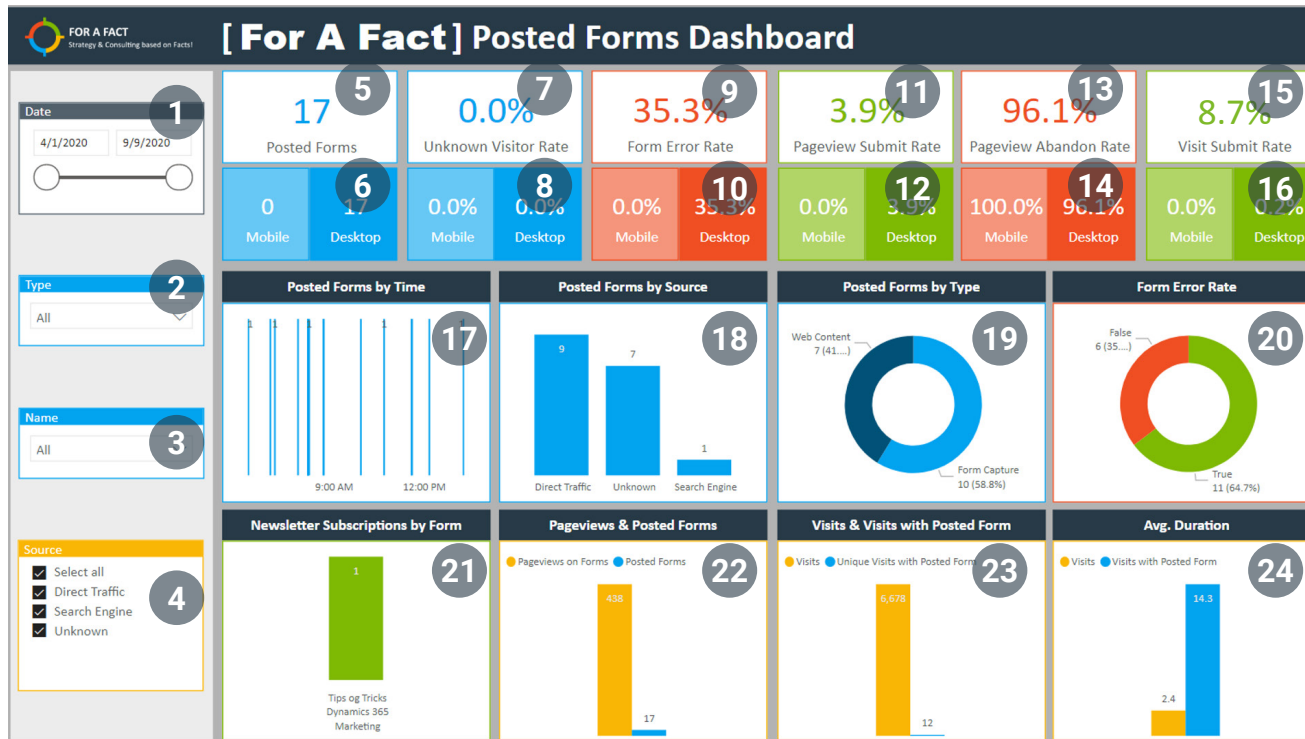 FOR A FACT
Strategy & Consulting based on Facts!
[ For A Fact ] Posted Forms Dashboard
Date
1
4/1/2020 9/9/2020
Type
2
All
Name
3
All
Source
Select all
Direct Traffic
Search Engine
Unknown
4
5
17
Posted Forms
6
0 17
Mobile Desktop
7
0.0%
Unknown Visitor Rate
8
0.0% 0.0%
Mobile Desktop
9
35.3%
Form Error Rate
10
0.0% 35.3%
Mobile Desktop
11
3.9%
Pageview Submit Rate
12
0.0% 3.9%
Mobile Desktop
13
96.1%
Pageview Abandon Rate
14
100.0% 96.1%
Mobile Desktop
15
8.7%
Visit Submit Rate
16
0.0% 0.2%
Mobile Desktop
Posted Forms by Time
1 1 1 1
17
9:00 AM 12:00 PM
Posted Forms by Source
18
9 7 1
Direct Traffic Unknown Search Engine
Posted Forms by Type
19
Web Content
7 (41....)
Form Capture
10 (58.8%)
Form Error Rate
20
False
6 (35....)
True
11 (64.7%)
Newsletter Subscriptions by Form
21
1
Tips og Tricks
Dynamics 365
Marketing
Pageviews & Posted Forms
Pageviews on Forms Posted Forms
22
438
17
Visits & Visits with Posted Form
Visits Unique Visits with Posted Form
23
6,678
12
Avg. Duration
Visits Visits with Posted Form
24
14.3
2.4